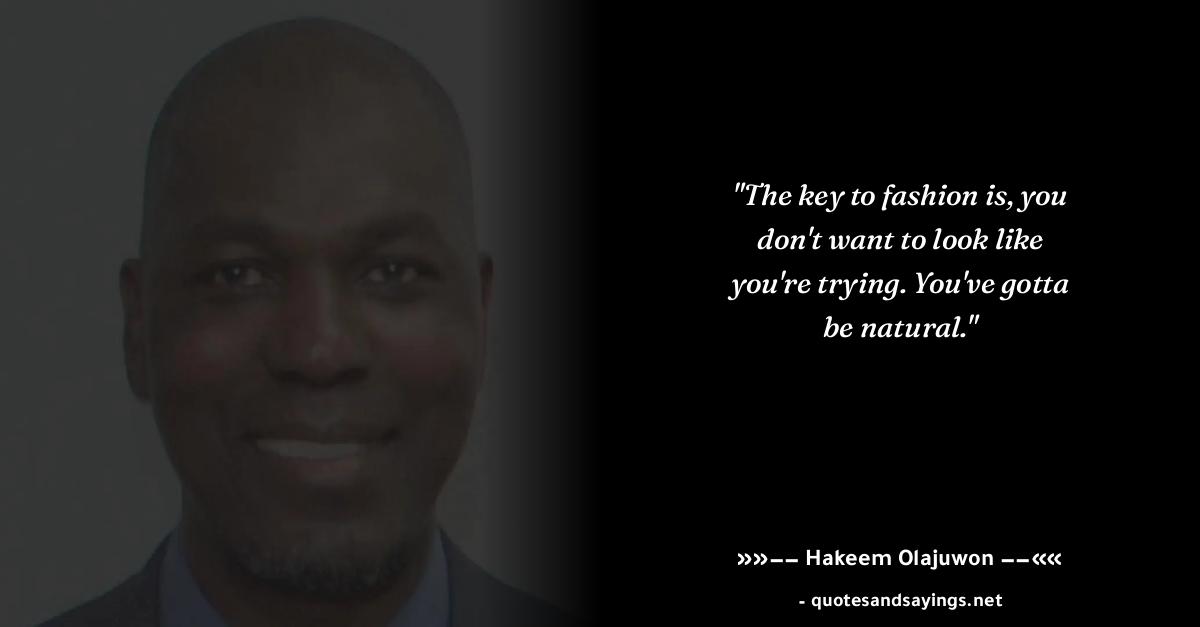 "The key to fashion is, you
don't want to look like
you're trying. You've gotta
be natural."
»»−− Hakeem Olajuwon −−««
- quotesandsayings.net